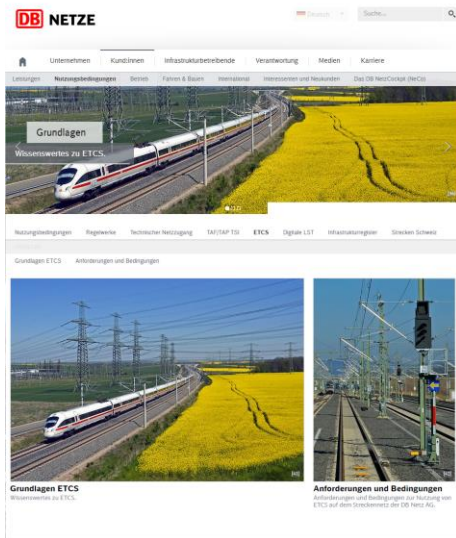 DB NETZE
Deutsch
Suche...
Unternehmen Kund:innen Infrastrukturbetreibende Verantwortung Medien Karriere
Leistungen Nutzungsbedingungen Betrieb Fahren & Bauen International Interessenten und Neukunden Das DB NetzCockpit (NeCo)
Grundlagen
Wissenswertes zu ETCS.
Nutzungsbedingungen Regelwerke Technischer Netzzugang TAF/TAP TSI ETCS Digitale LST Infrastrukturregister Strecken Schweiz
Grundlagen ETCS Anforderungen und Bedingungen
Grundlagen ETCS
Wissenswertes zu ETCS.
Anforderungen und Bedingungen
Anforderungen und Bedingungen zur Nutzung von
ETCS auf dem Streckennetz der DB Netz AG.